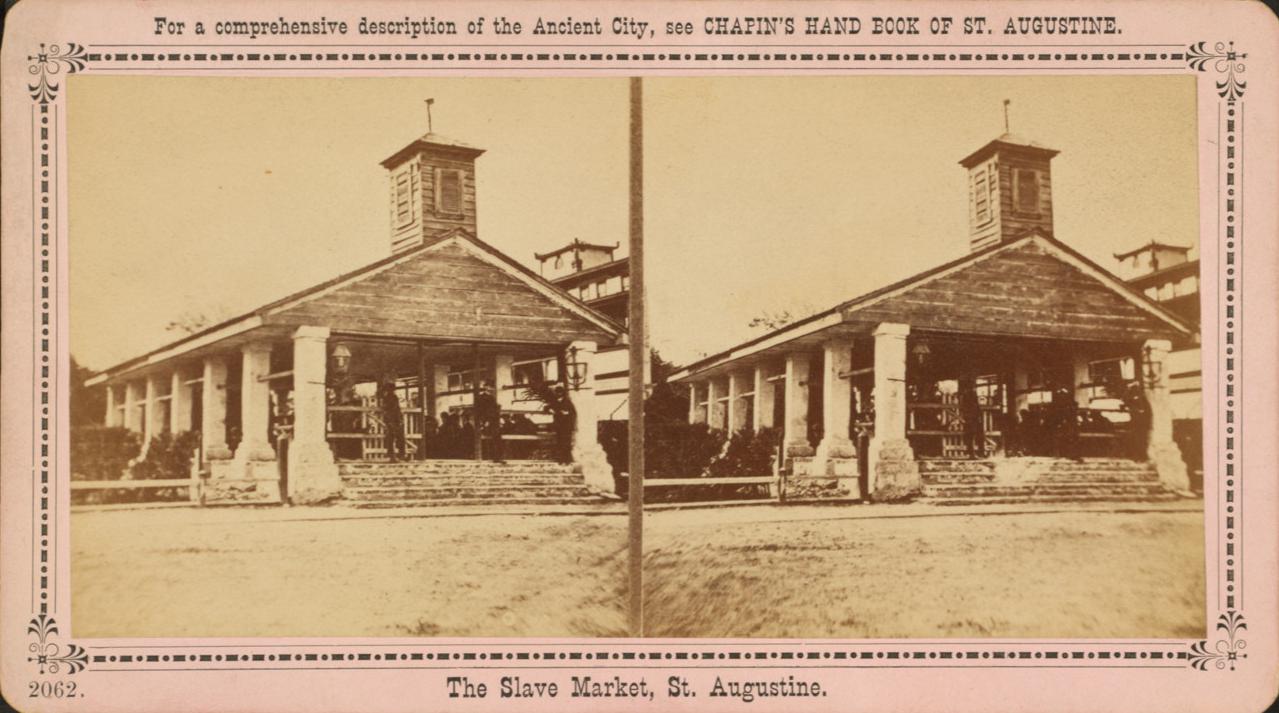 For a comprehensive description of the Ancient City, see CHAPIN'S HAND BOOK OF ST. AUGUSTINE.
2062.
The Slave Market, St. Augustine.